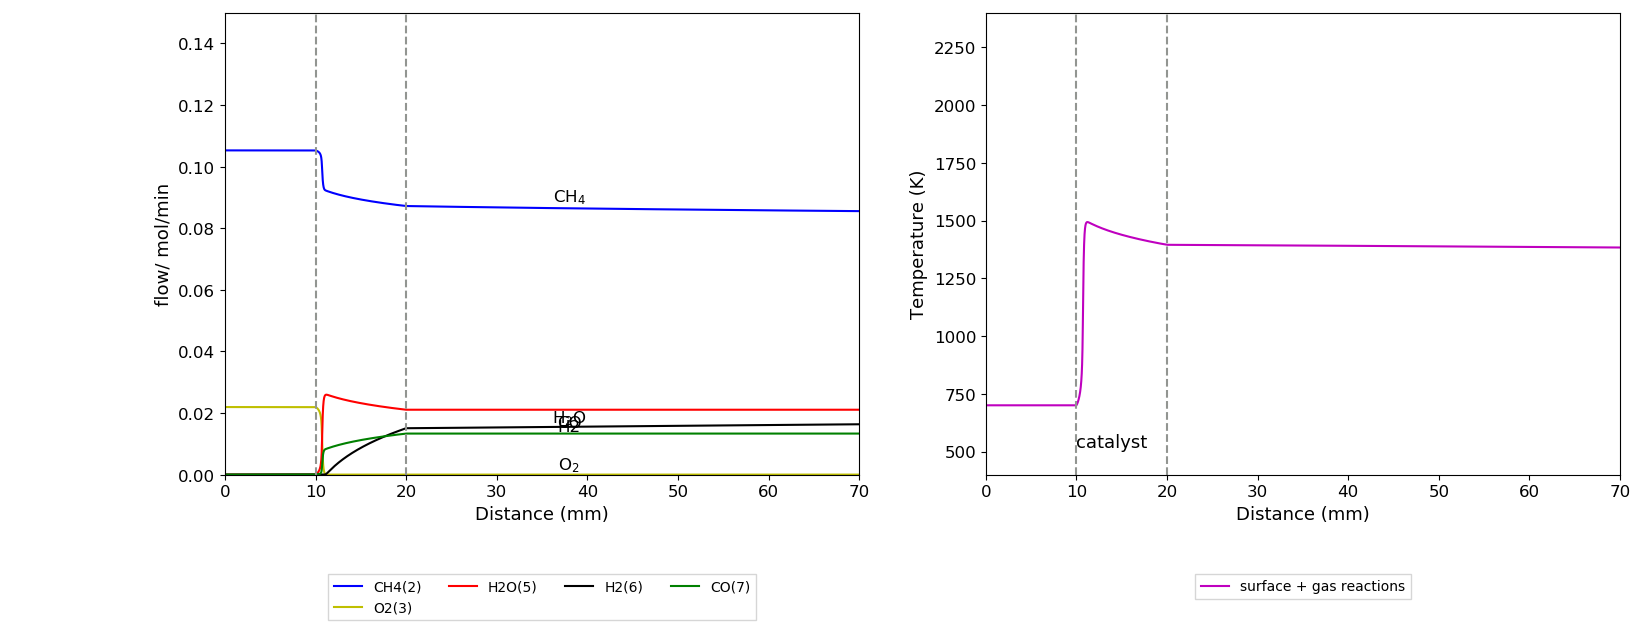 0.14
0.12
0.10
0.08
0.06
0.04
0.02
0.00
flow/ mol/min
CH₄
H₂O
CO
H2
O₂
0 10 20 30 40 50 60 70
Distance (mm)
CH4(2) H2O(5) H2(6) CO(7)
O2(3)
2250
2000
1750
1500
1250
1000
750
500
Temperature (K)
catalyst
0 10 20 30 40 50 60 70
Distance (mm)
surface + gas reactions